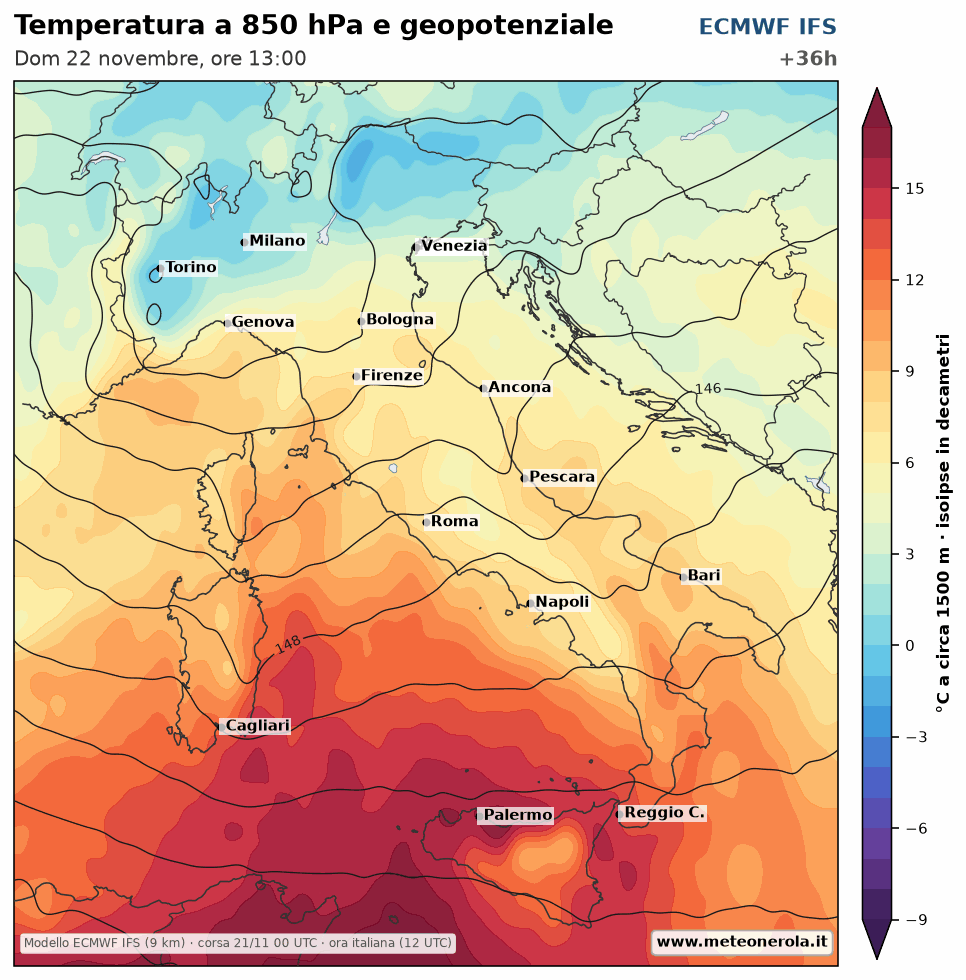 Temperatura a 850 hPa e geopotenziale
ECMWF IFS
Dom 22 novembre, ore 13:00
+36h
Milano
Venezia
Torino
Genova
Bologna
Firenze
Ancona
146
Pescara
Roma
Bari
Napoli
148
Cagliari
Palermo
Reggio C.
Modello ECMWF IFS (9 km) · corsa 21/11 00 UTC · ora italiana (12 UTC)
www.meteonerola.it
15
12
9
6
3
0
−3
−6
−9
°C a circa 1500 m · isoipse in decametri